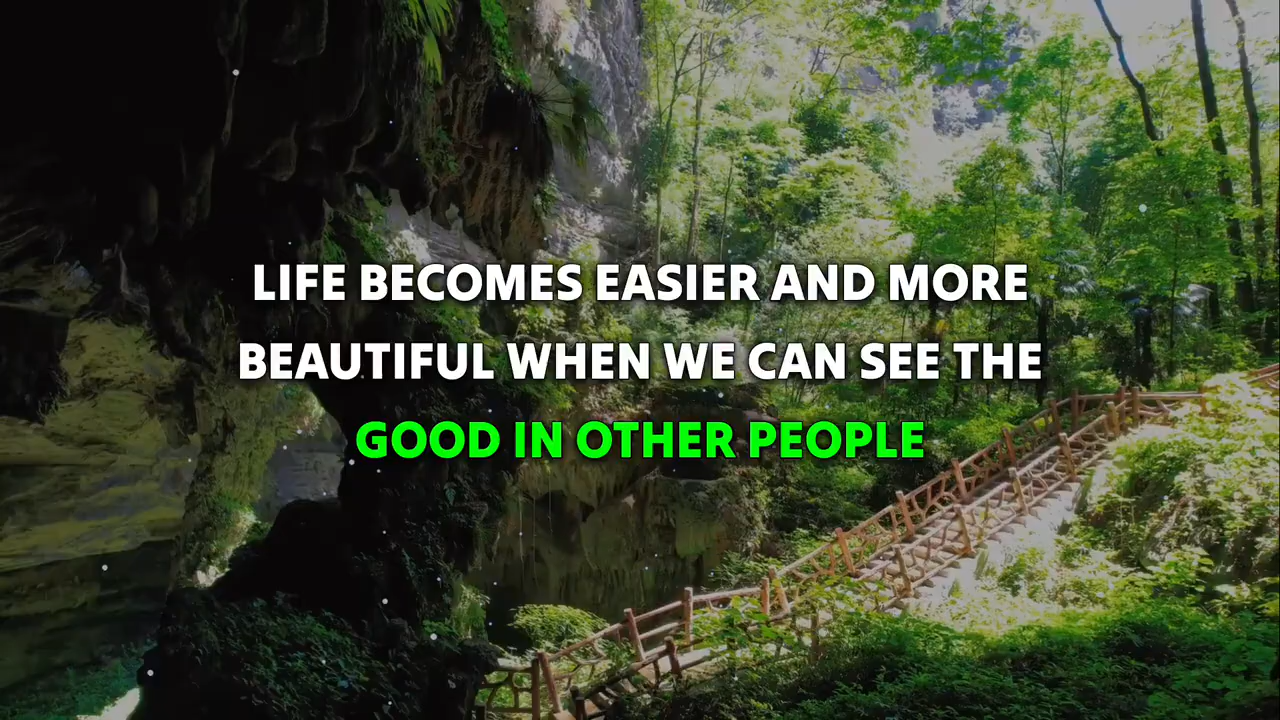 LIFE BECOMES EASIER AND MORE
BEAUTIFUL WHEN WE CAN SEE THE
GOOD IN OTHER PEOPLE